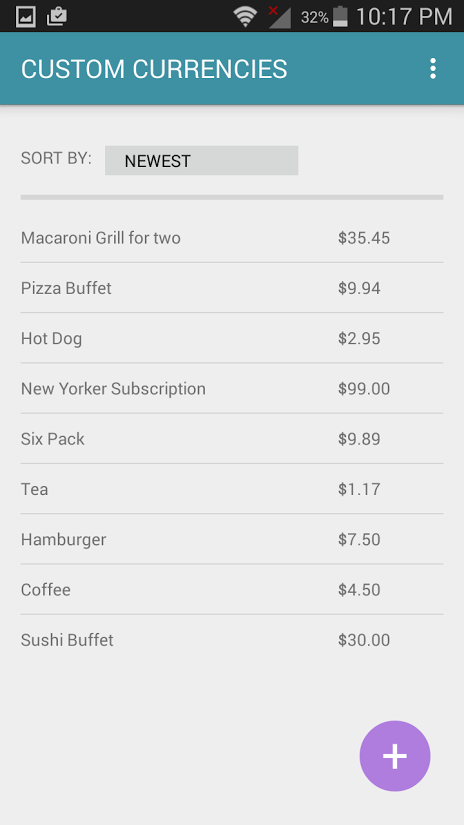 32% 10:17 PM
CUSTOM CURRENCIES
SORT BY: NEWEST
Macaroni Grill for two $35.45
Pizza Buffet $9.94
Hot Dog $2.95
New Yorker Subscription $99.00
Six Pack $9.89
Tea $1.17
Hamburger $7.50
Coffee $4.50
Sushi Buffet $30.00